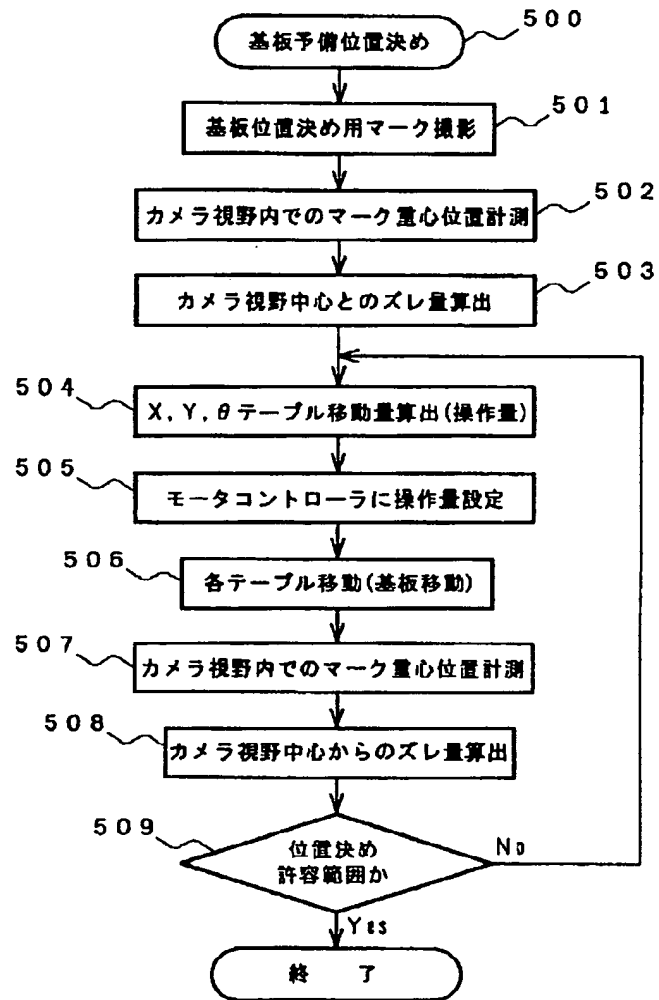 500
基板予備位置決め
501
基板位置決め用マーク撮影
502
カメラ視野内でのマーク重心位置計測
503
カメラ視野中心とのズレ量算出
504
X, Y, θテーブル移動量算出(操作量)
505
モータコントローラに操作量設定
506
各テーブル移動(基板移動)
507
カメラ視野内でのマーク重心位置計測
508
カメラ視野中心からのズレ量算出
509
位置決め
許容範囲か
No
Yes
終 了